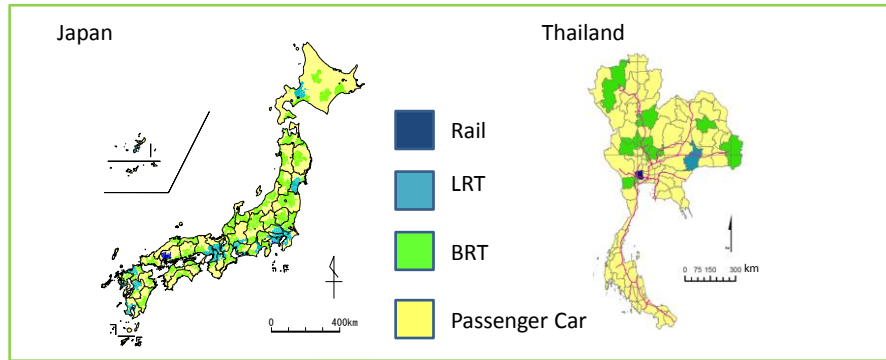 Japan
Thailand
Rail
LRT
BRT
Passenger Car
0 400km
0 75 150 300 km